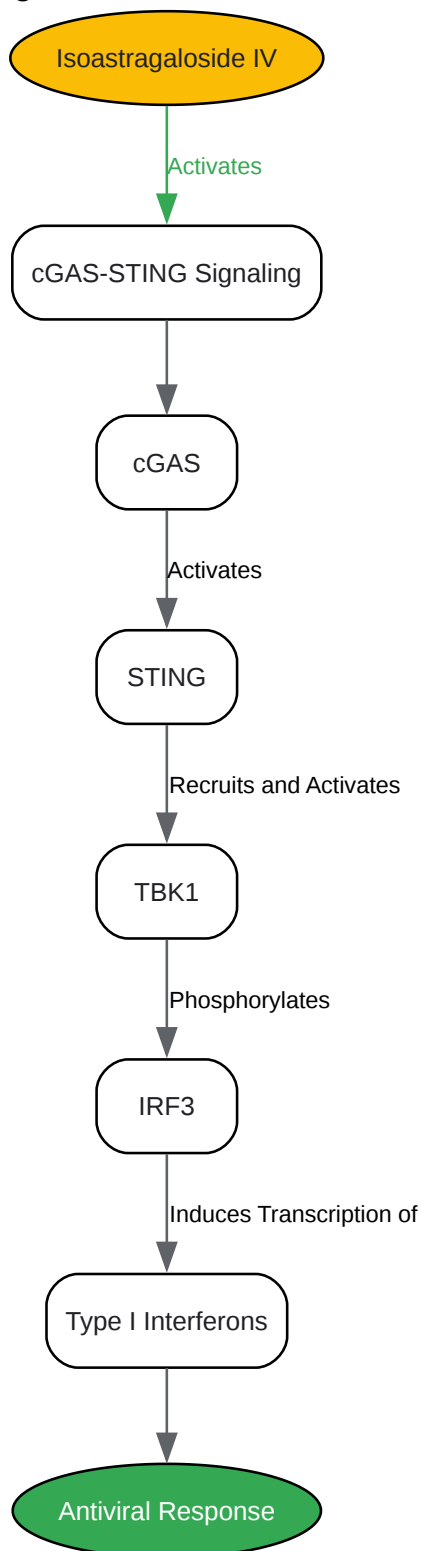 Isoastragaloside IV
Activates
cGAS-STING Signaling
cGAS
Activates
STING
Recruits and Activates
TBK1
Phosphorylates
IRF3
Induces Transcription of
Type I Interferons
Antiviral Response